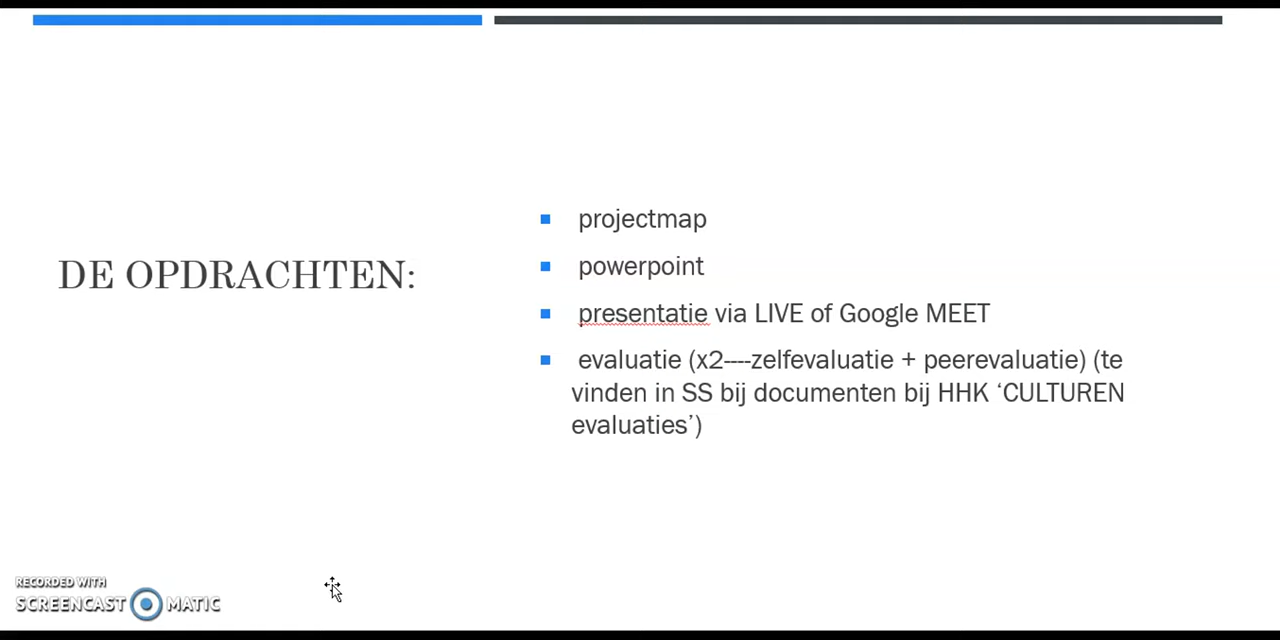 DE OPDRACHTEN:
projectmap
powerpoint
presentatie via LIVE of Google MEET
evaluatie (x2----zelfevaluatie + peerevaluatie) (te
vinden in SS bij documenten bij HHK ‘CULTUREN
evaluaties’)
RECORDED WITH
SCREENCAST MATIC